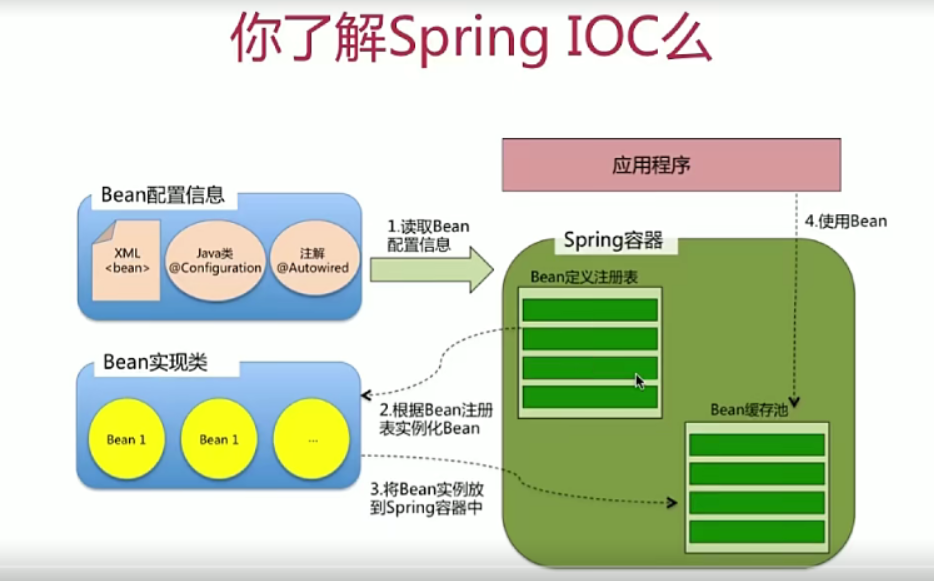 你了解Spring IOC么
应用程序
Bean配置信息
XML
<bean>
Java类
@Configuration
注解
@Autowired
1.读取Bean
配置信息
4.使用Bean
Spring容器
Bean定义注册表
Bean实现类
Bean 1
Bean 1
...
2.根据Bean注册
表实例化Bean
Bean缓存池
3.将Bean实例放
到Spring容器中